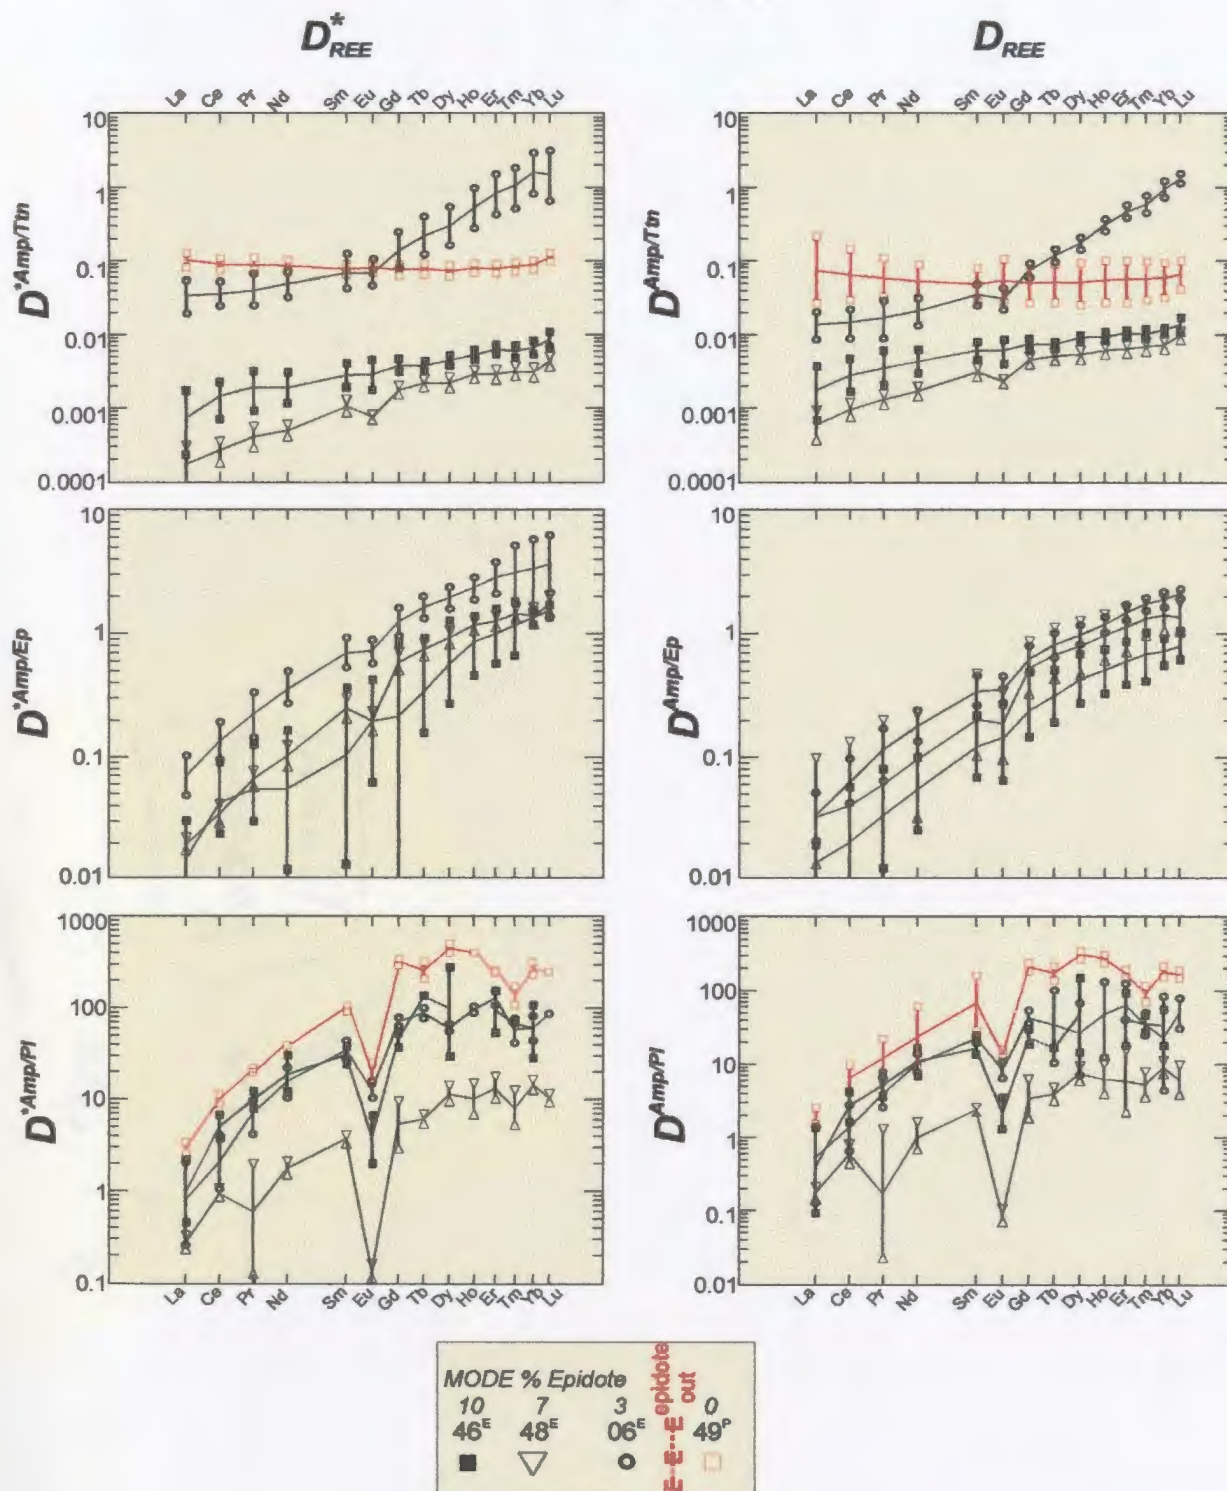 D*REE DREE
La Ce Pr Nd Sm Eu Gd Tb Dy Ho Er Tm Yb Lu
La Ce Pr Nd Sm Eu Gd Tb Dy Ho Er Tm Yb Lu
D*Amp/Ttn
10
1
0.1
0.01
0.001
0.0001
DAmp/Ttn
10
1
0.1
0.01
0.001
0.0001
D*Amp/Ep
10
1
0.1
0.01
DAmp/Ep
10
1
0.1
0.01
D*Amp/Pl
1000
100
10
1
0.1
DAmp/Pl
1000
100
10
1
0.1
0.01
La Ce Pr Nd Sm Eu Gd Tb Dy Ho Er Tm Yb Lu
La Ce Pr Nd Sm Eu Gd Tb Dy Ho Er Tm Yb Lu
MODE % Epidote
10 7 3 0
46E 48E 06E 49P
E--E--E epidote out